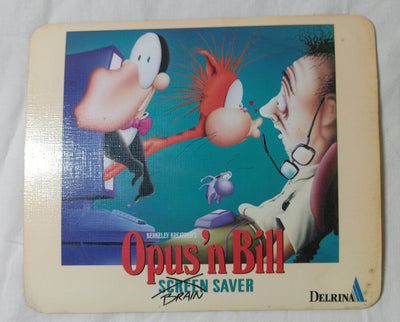 BERKELEY BREATHED'S
Opus 'n Bill
SCREEN SAVER
BRAIN
DELRINA